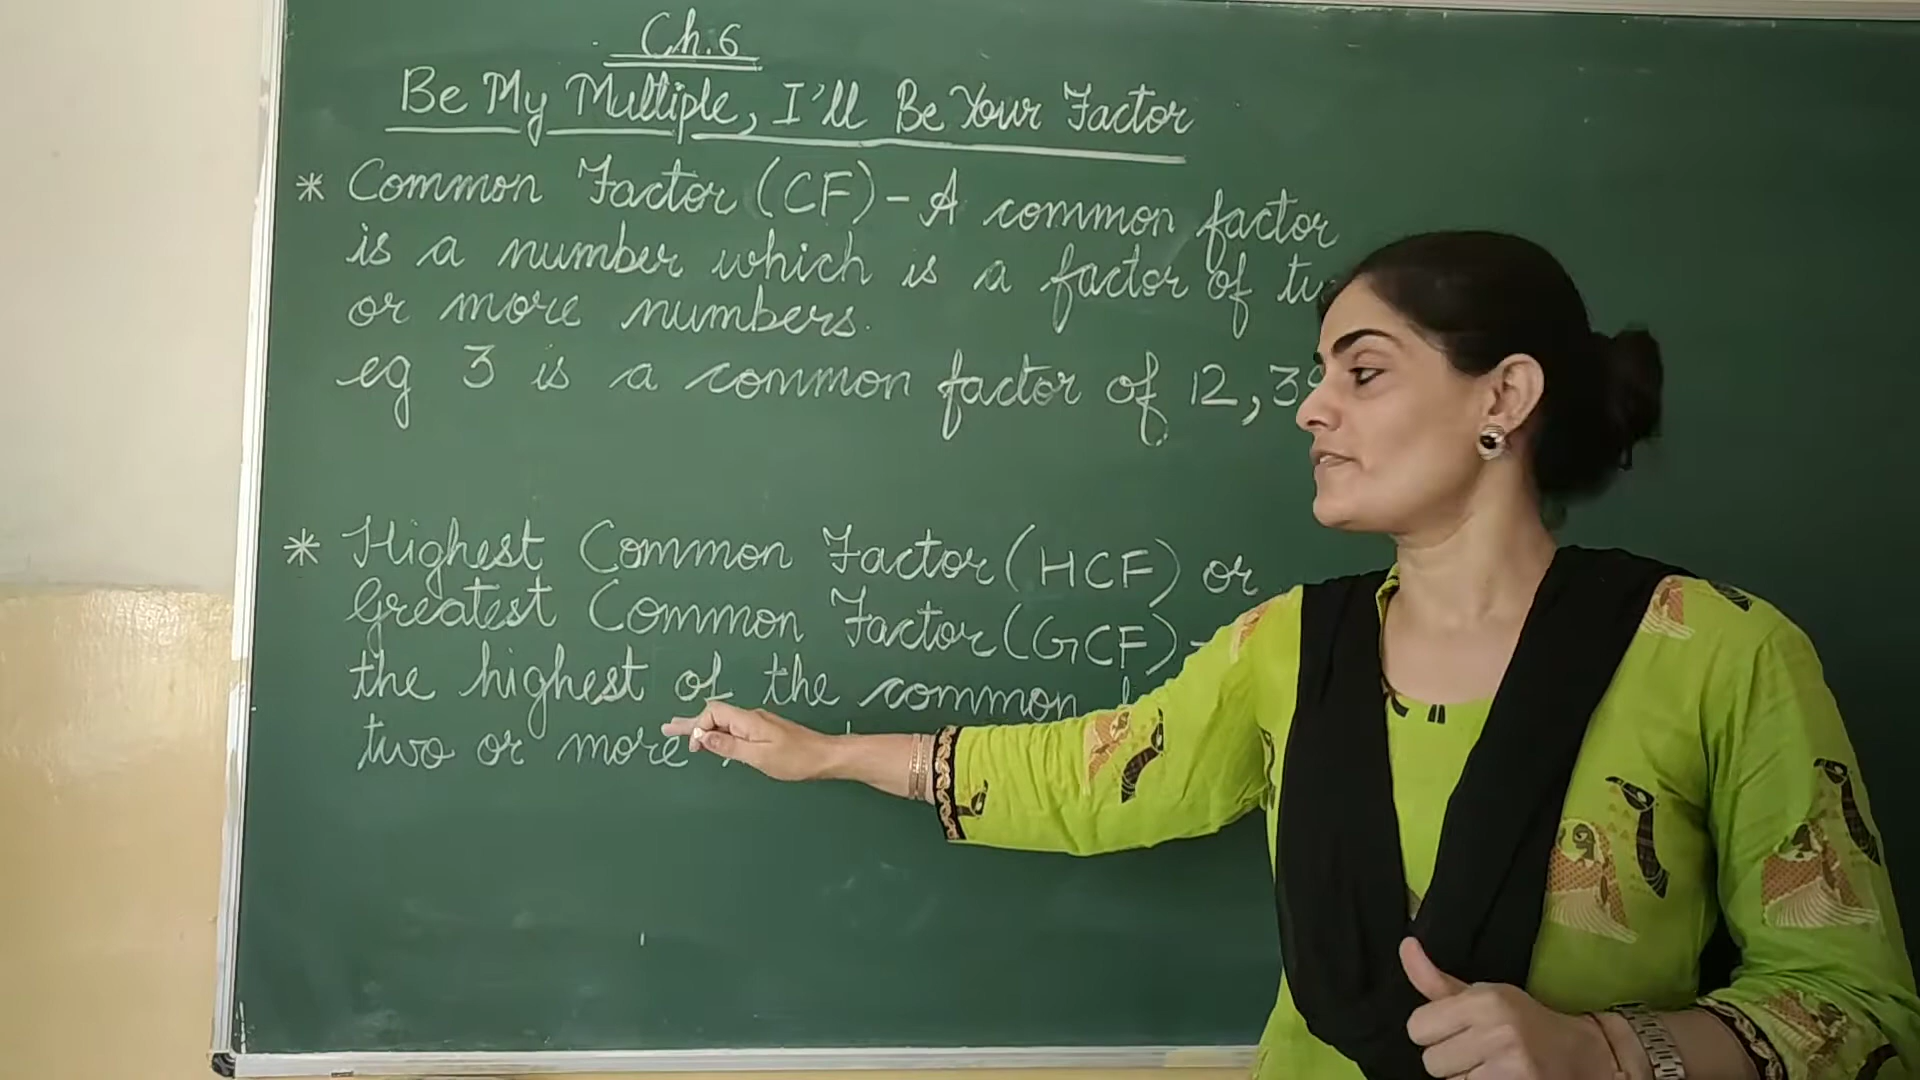 Ch.6
Be My Multiple, I'll Be Your Factor
* Common Factor (CF) - A common factor
is a number which is a factor of
or more numbers.
eg 3 is a common factor of 12,
* Highest Common Factor (HCF) or
Greatest Common Factor (GCF) -
the highest of the common
two or more